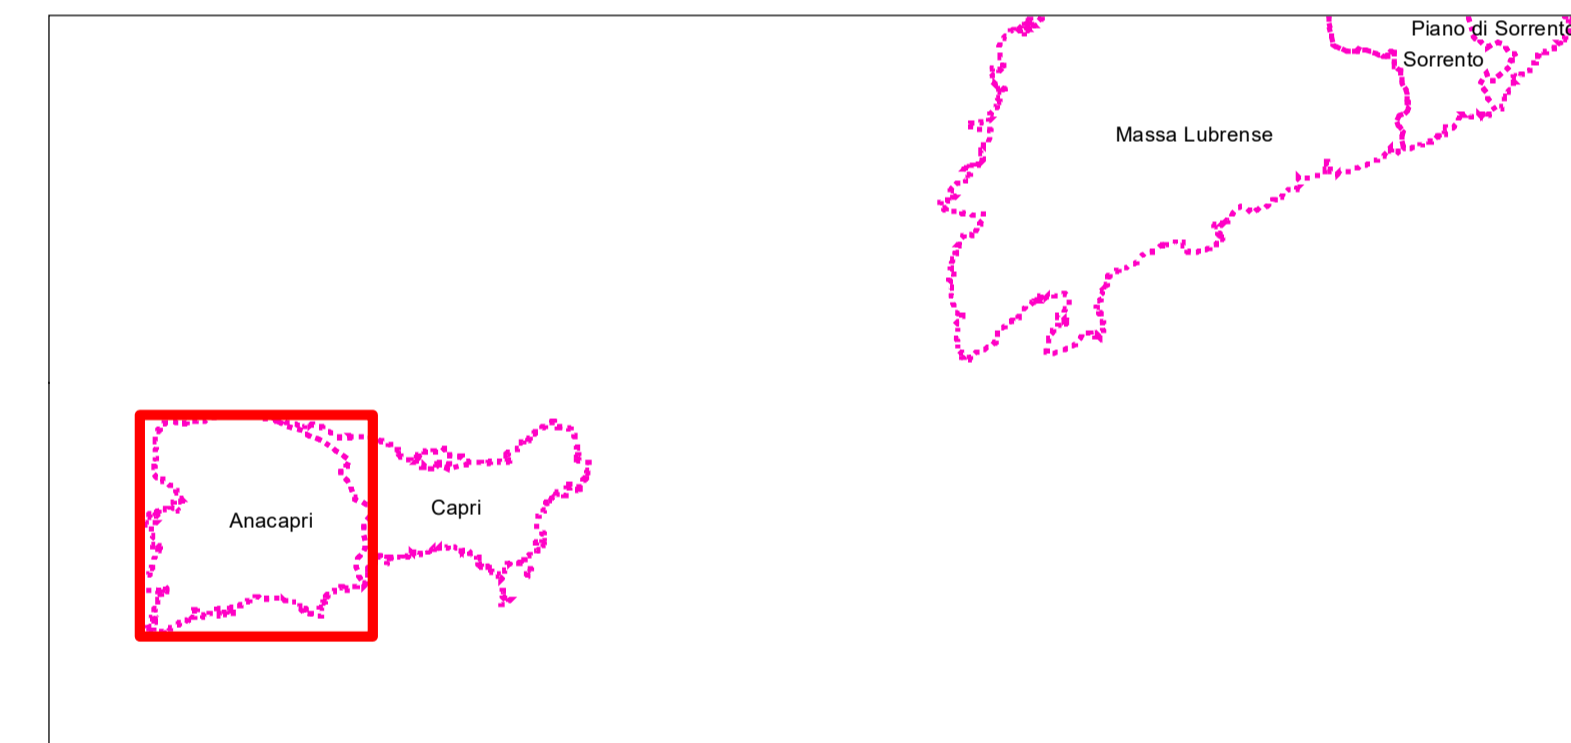 Piano di Sorrento
Sorrento
Massa Lubrense
Capri
Anacapri